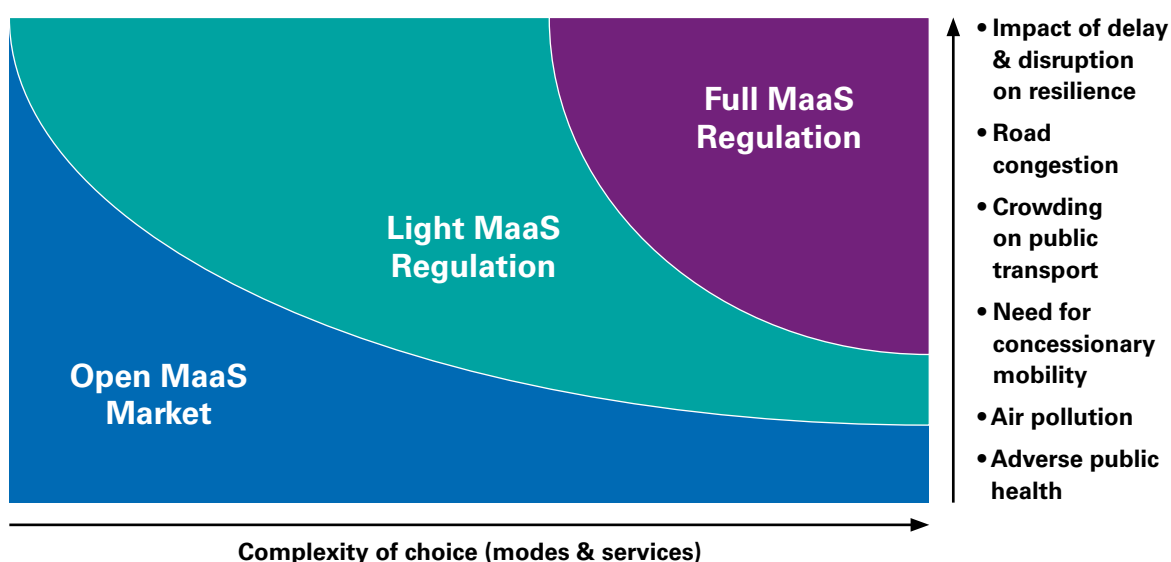 Full MaaS
Regulation
Light MaaS
Regulation
Open MaaS
Market
• Impact of delay
& disruption
on resilience
• Road
congestion
• Crowding
on public
transport
• Need for
concessionary
mobility
• Air pollution
• Adverse public
health
Complexity of choice (modes & services)